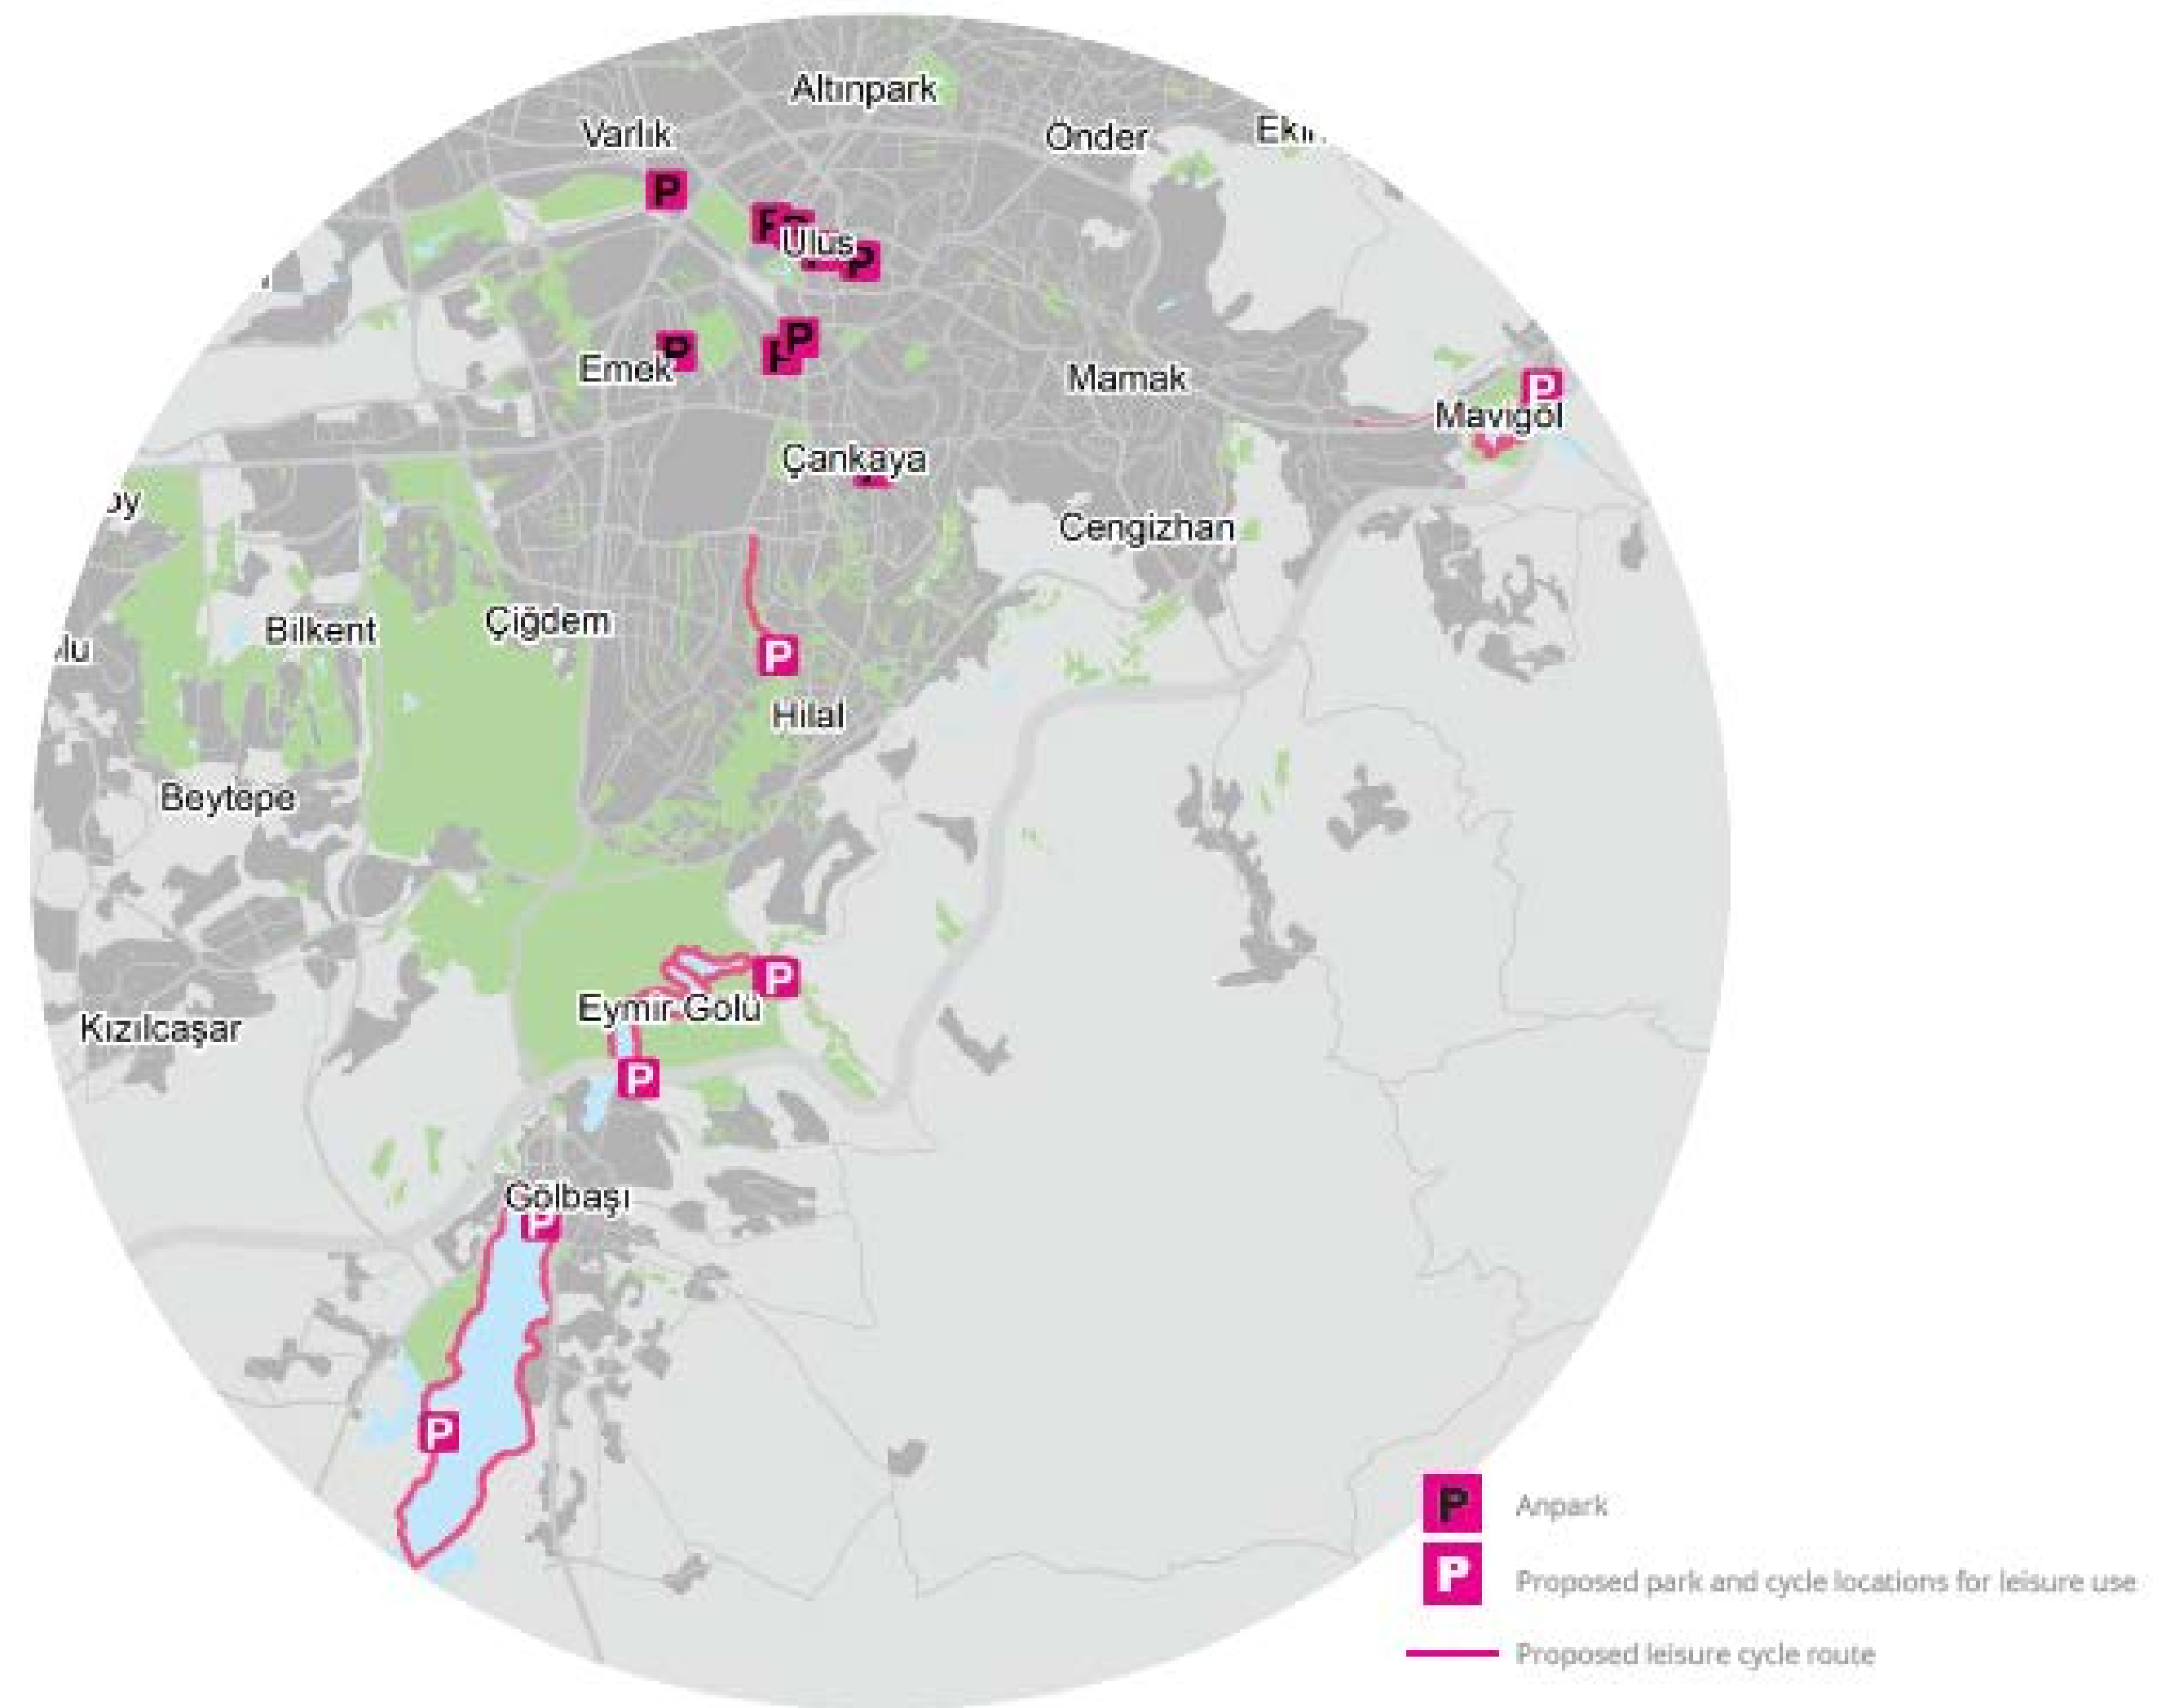 Altınpark
Varlık
Önder
P
Ulus
P
P
P
Emek
Mamak
P
Mavigöl
Çankaya
Cengizhan
Bilkent
Çiğdem
P
Hilal
Beytepe
P
Eymir Gölü
Kızılcaşar
P
Gölbaşı
P
P
P Anpark
P Proposed park and cycle locations for leisure use
Proposed leisure cycle route